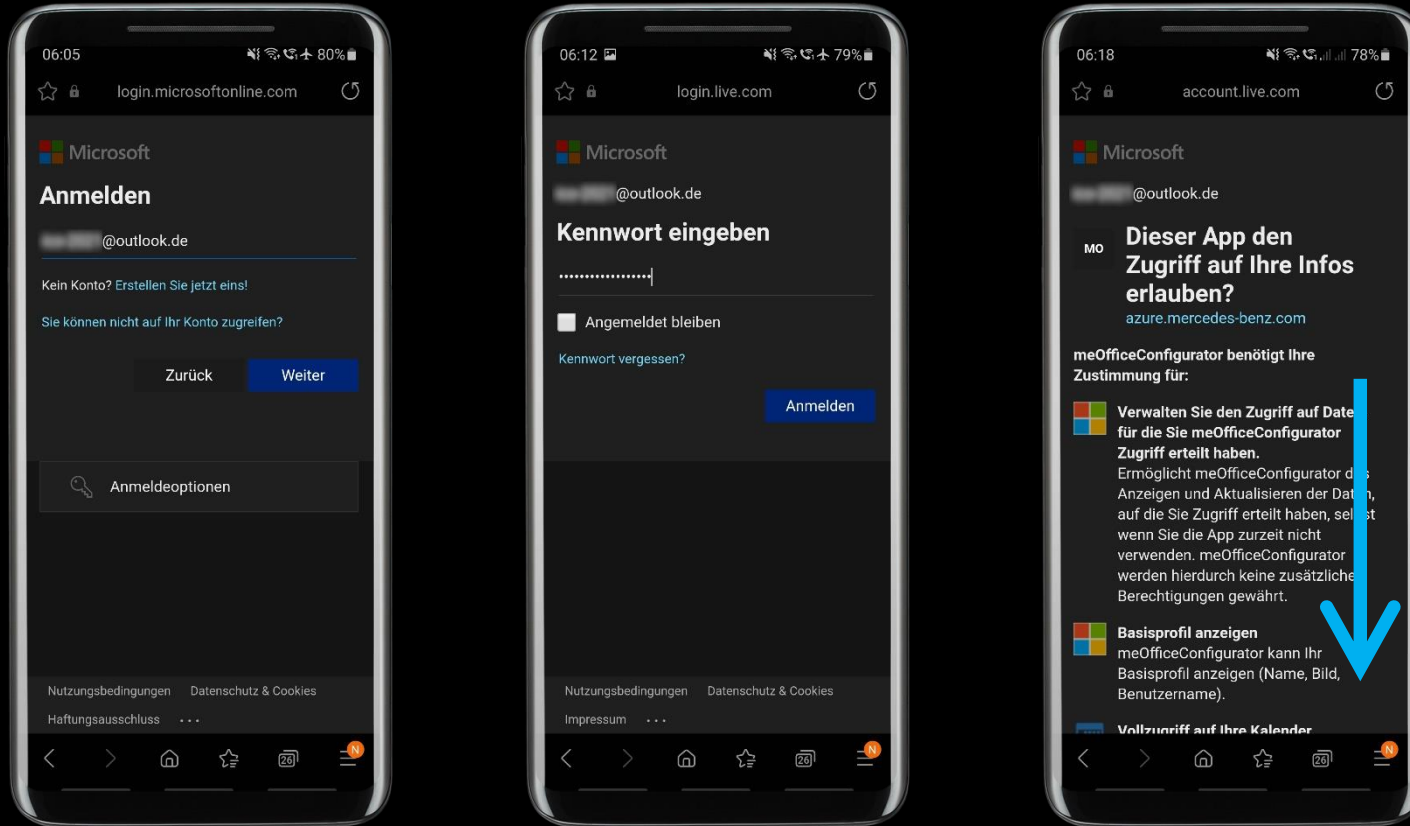 06:05
80%
login.microsoftonline.com
Microsoft
Anmelden
@outlook.de
Kein Konto? Erstellen Sie jetzt eins!
Sie können nicht auf Ihr Konto zugreifen?
Zurück
Weiter
Anmeldeoptionen
Nutzungsbedingungen Datenschutz & Cookies
Haftungsausschluss ...
26
N
06:12
79%
login.live.com
Microsoft
@outlook.de
Kennwort eingeben
Angemeldet bleiben
Kennwort vergessen?
Anmelden
Nutzungsbedingungen Datenschutz & Cookies
Impressum ...
26
N
06:18
78%
account.live.com
Microsoft
@outlook.de
MO
Dieser App den
Zugriff auf Ihre Infos
erlauben?
azure.mercedes-benz.com
meOfficeConfigurator benötigt Ihre
Zustimmung für:
Verwalten Sie den Zugriff auf Date
für die Sie meOfficeConfigurator
Zugriff erteilt haben.
Ermöglicht meOfficeConfigurator das
Anzeigen und Aktualisieren der Daten,
auf die Sie Zugriff erteilt haben, selbst
wenn Sie die App zurzeit nicht
verwenden. meOfficeConfigurator
werden hierdurch keine zusätzliche
Berechtigungen gewährt.
Basisprofil anzeigen
meOfficeConfigurator kann Ihr
Basisprofil anzeigen (Name, Bild,
Benutzername).
Vollzugriff auf Ihre Kalender
26
N